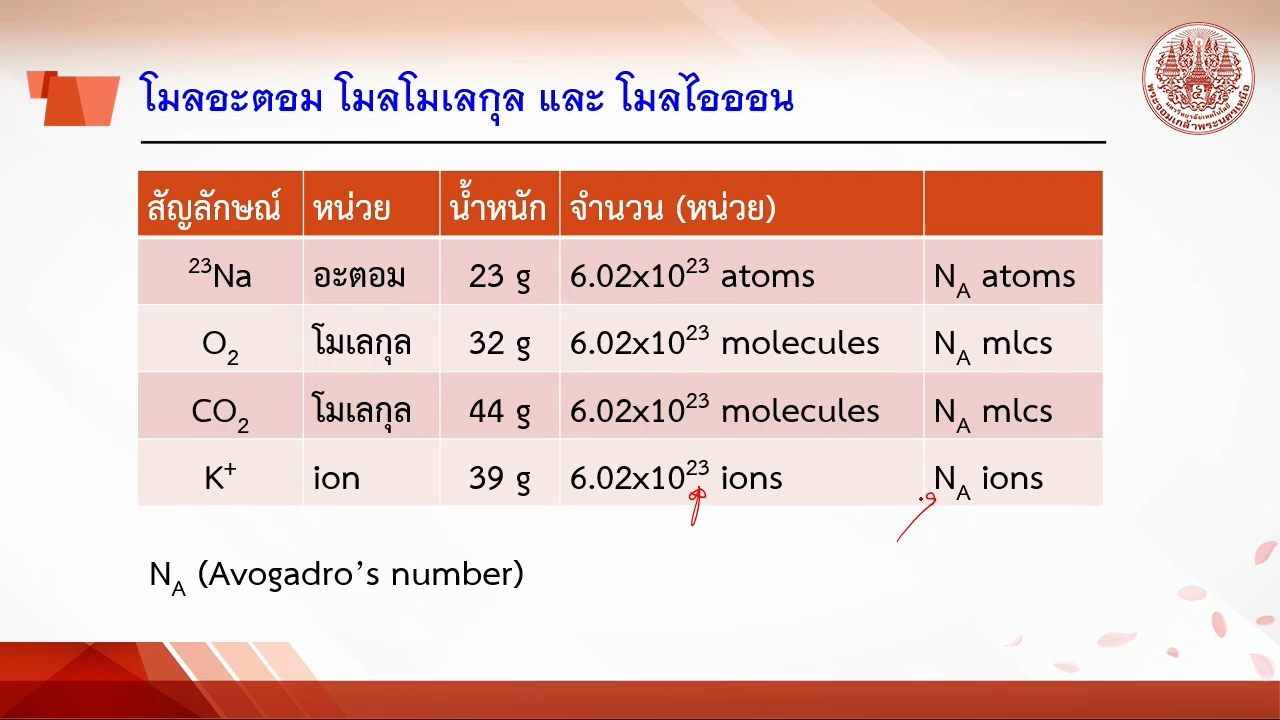 โมลอะตอม โมลโมเลกุล และ โมลไอออน
สัญลักษณ์ หน่วย น้ำหนัก จำนวน (หน่วย)
²³Na อะตอม 23 g 6.02x10²³ atoms N_A atoms
O₂ โมเลกุล 32 g 6.02x10²³ molecules N_A mlcs
CO₂ โมเลกุล 44 g 6.02x10²³ molecules N_A mlcs
K⁺ ion 39 g 6.02x10²³ ions N_A ions
N_A (Avogadro’s number)